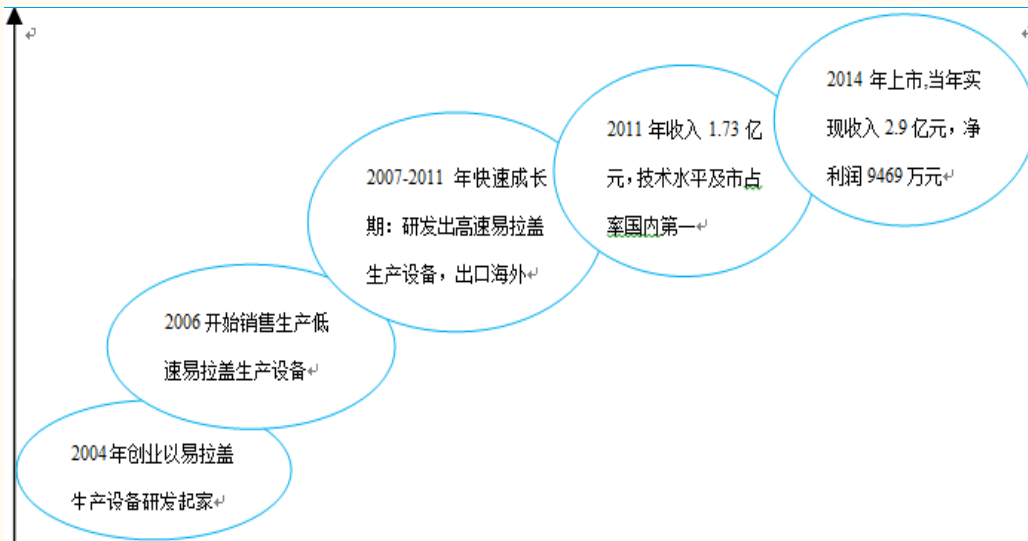 2014 年上市,当年实
现收入 2.9 亿元，净
利润 9469 万元
2011 年收入 1.73 亿
元，技术水平及市占
率国内第一
2007-2011 年快速成长
期：研发出高速易拉盖
生产设备，出口海外
2006 开始销售生产低
速易拉盖生产设备
2004 年创业以易拉盖
生产设备研发起家